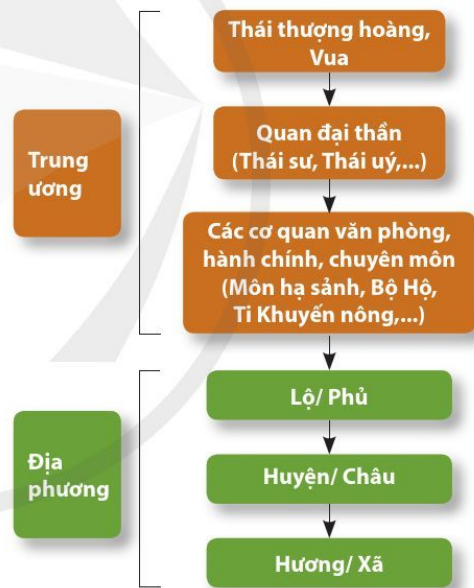 Trung
ương
Thái thượng hoàng,
Vua
Quan đại thần
(Thái sư, Thái uý,...)
Các cơ quan văn phòng,
hành chính, chuyên môn
(Môn hạ sảnh, Bộ Hộ,
Ti Khuyến nông,...)
Địa
phương
Lộ/ Phủ
Huyện/ Châu
Hương/ Xã